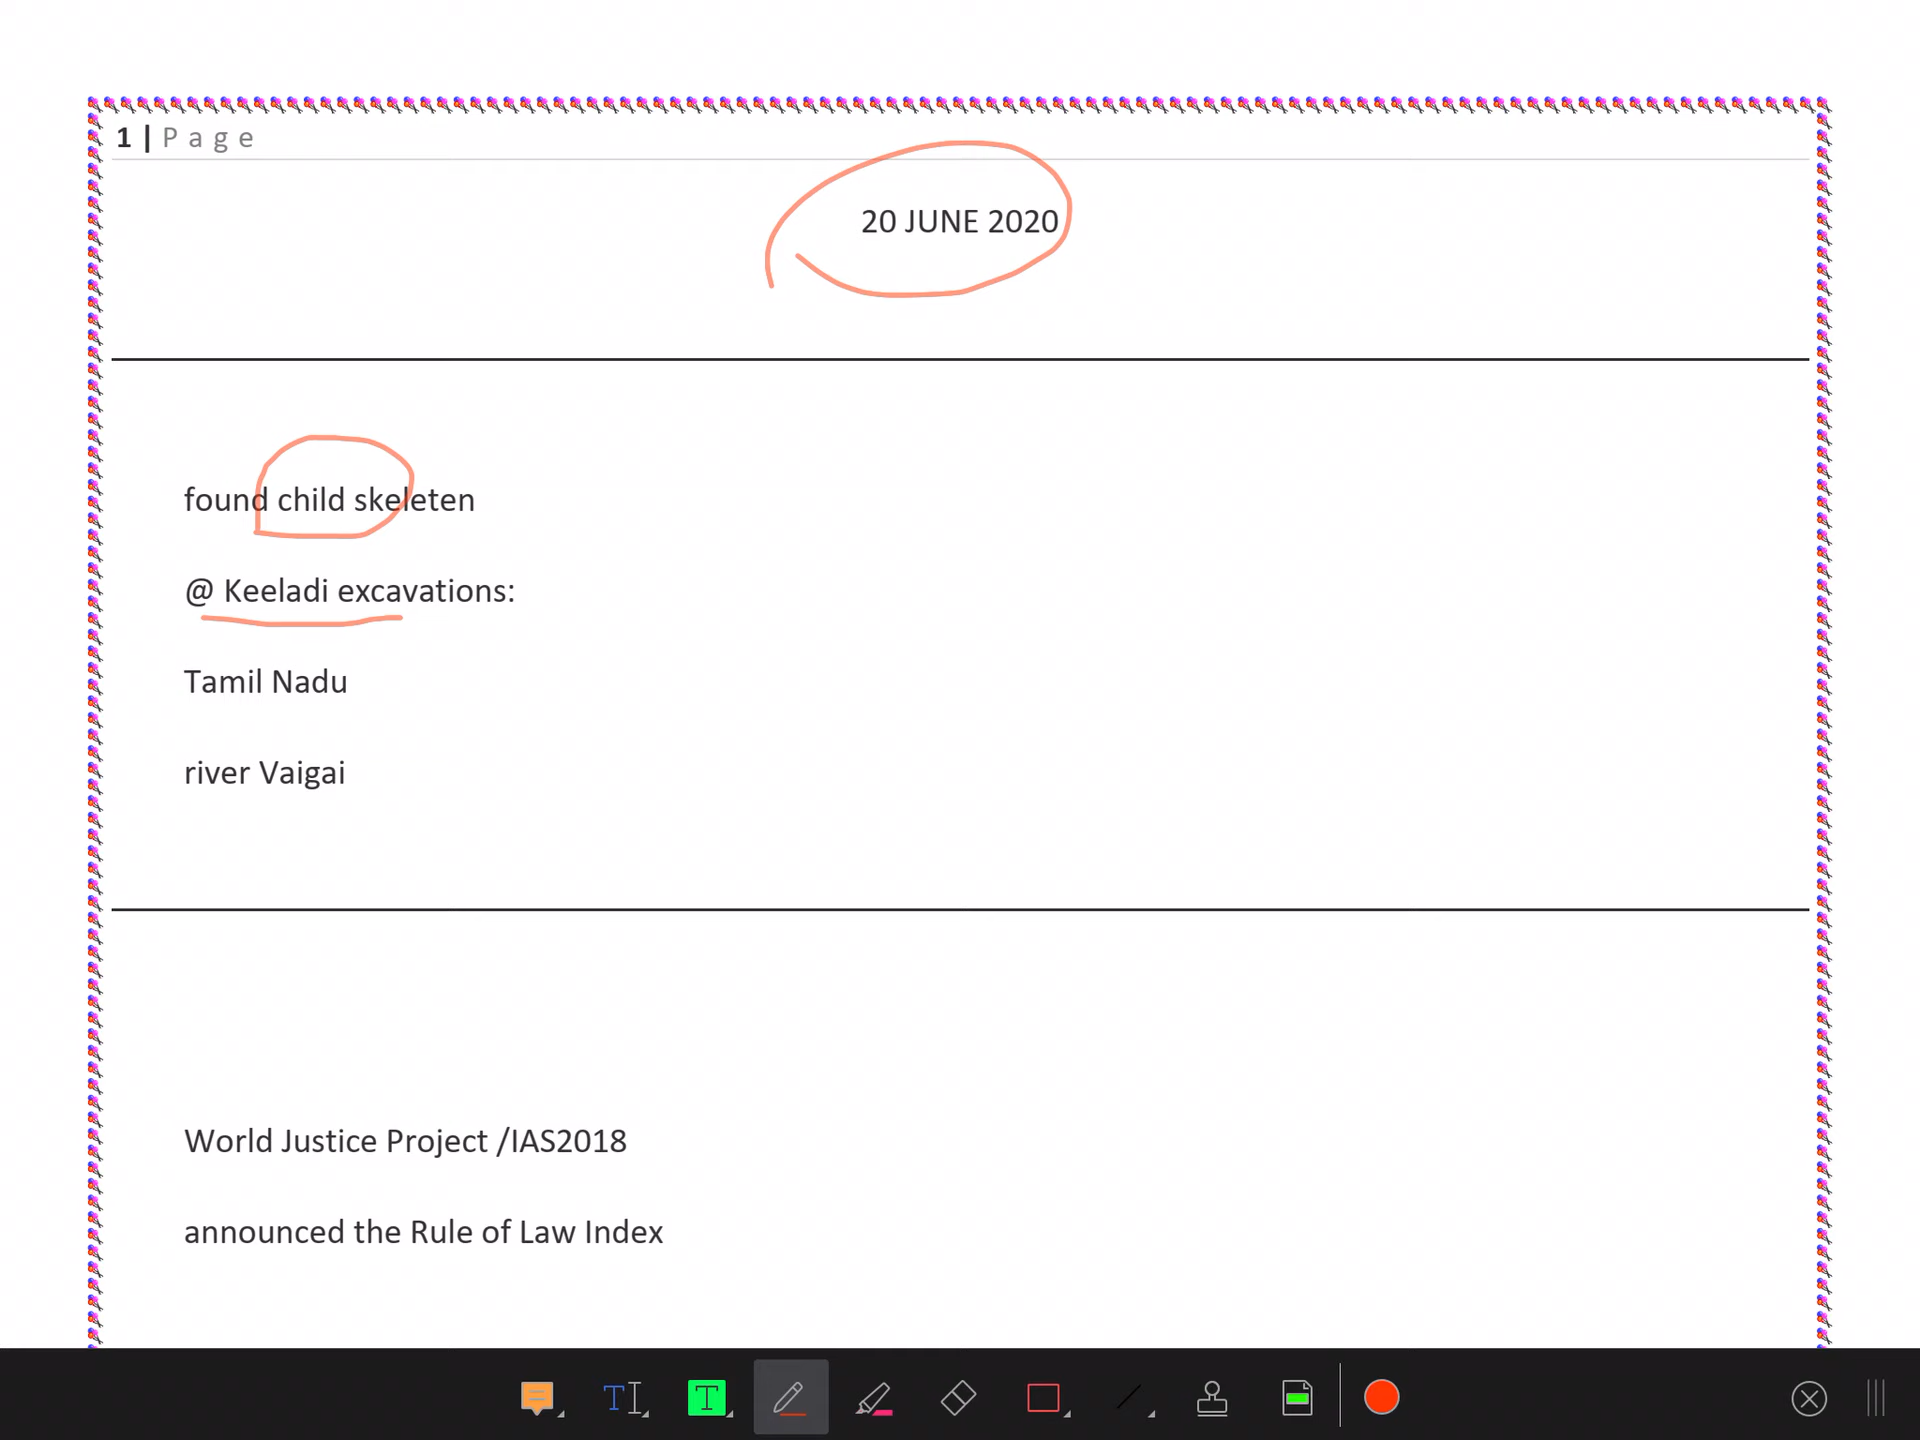 1 | Page
20 JUNE 2020
found child skeleten
@ Keeladi excavations:
Tamil Nadu
river Vaigai
World Justice Project /IAS2018
announced the Rule of Law Index